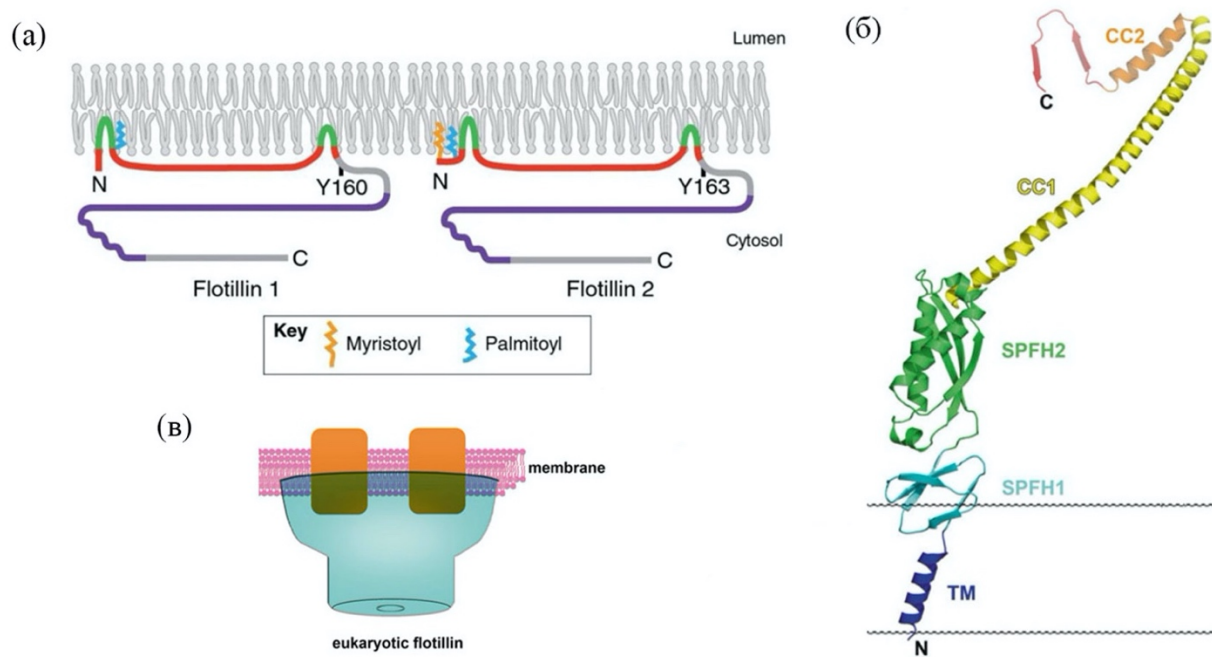 (а)
Lumen
N
Y160
N
Y163
Cytosol
C
C
Flotillin 1
Flotillin 2
Key
Myristoyl
Palmitoyl
(б)
CC2
C
CC1
SPFH2
SPFH1
TM
N
(в)
membrane
eukaryotic flotillin